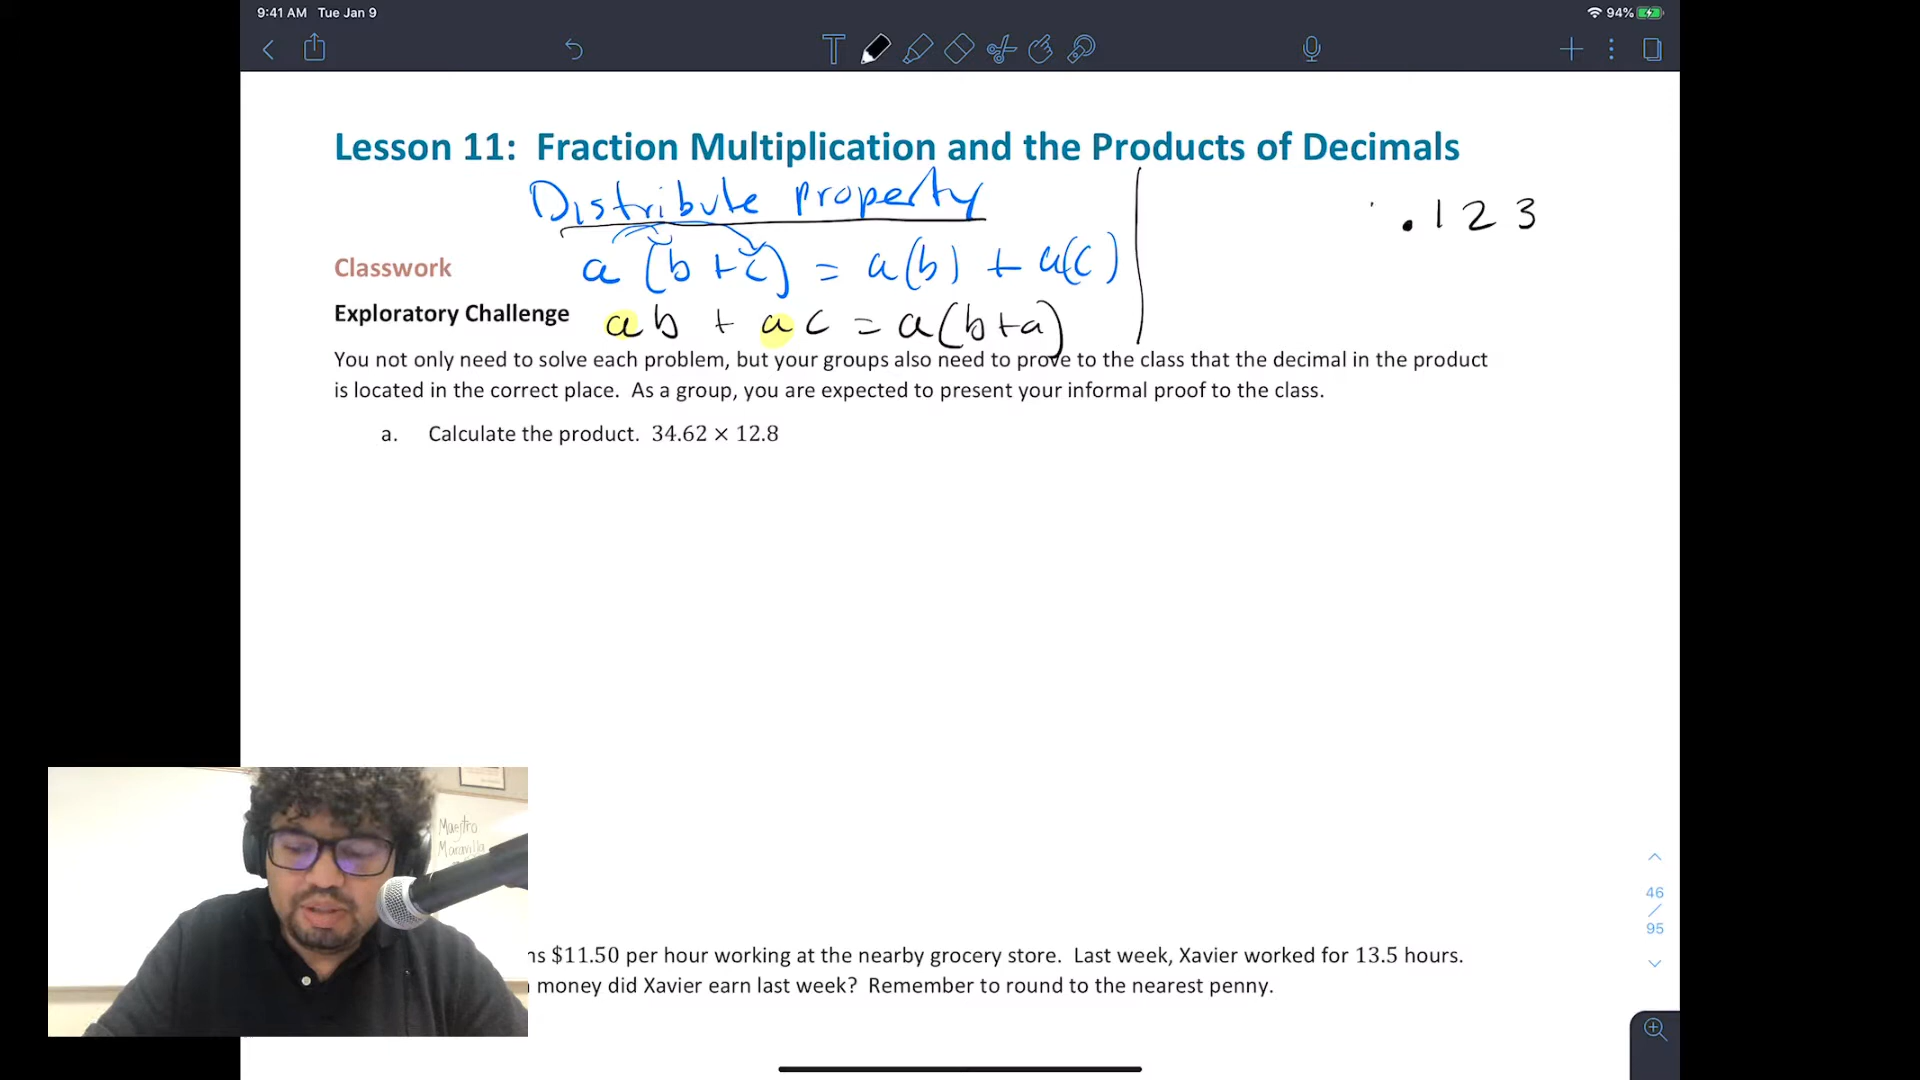 9:41 AM Tue Jan 9
94%
Lesson 11: Fraction Multiplication and the Products of Decimals
Distribute property
.123
Classwork
a(b+c) = a(b) + a(c)
Exploratory Challenge
ab + ac = a(b+a)
You not only need to solve each problem, but your groups also need to prove to the class that the decimal in the product
is located in the correct place. As a group, you are expected to present your informal proof to the class.
a. Calculate the product. 34.62 × 12.8
Maestro
Maravilla
46
/
95
ns $11.50 per hour working at the nearby grocery store. Last week, Xavier worked for 13.5 hours.
money did Xavier earn last week? Remember to round to the nearest penny.